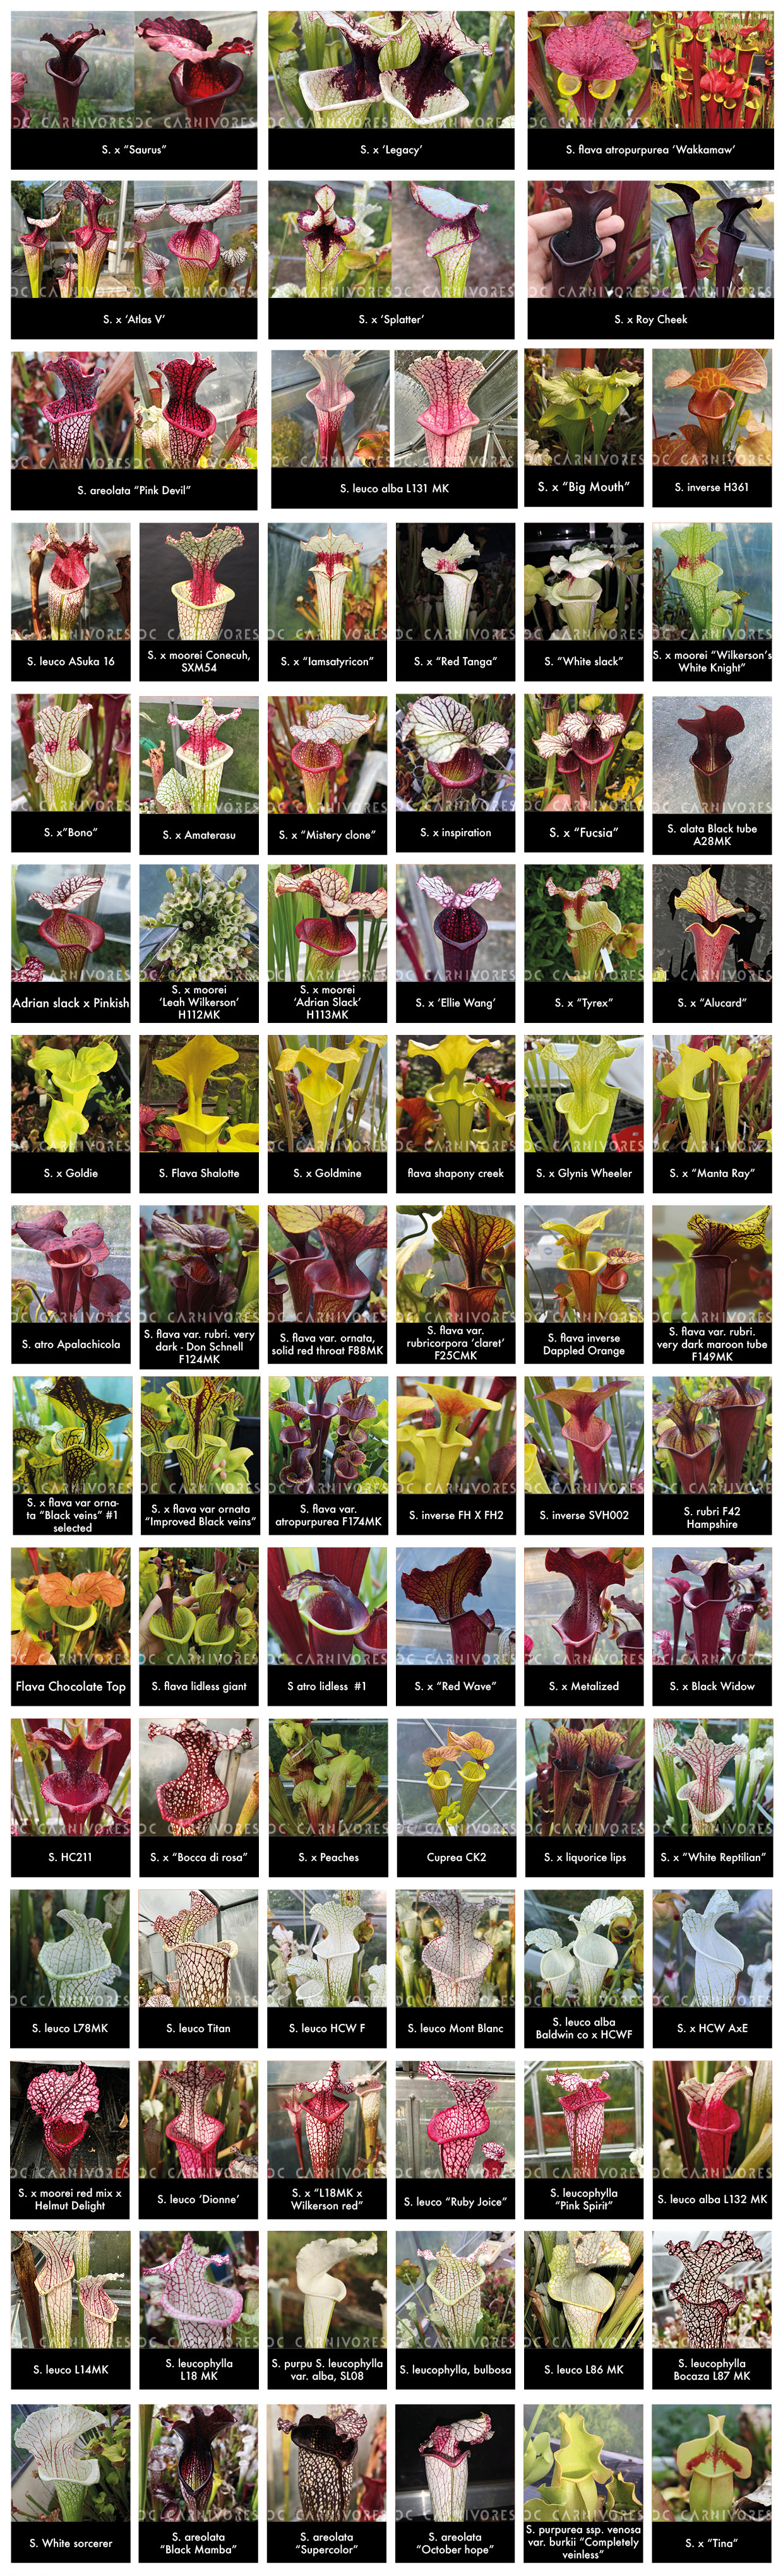 DC CARNIVORES
S. x "Saurus"
S. x ‘Legacy’
S. flava atropurpurea ‘Wakkamaw’
S. x ‘Atlas V’
S. x ‘Splatter’
S. x Roy Cheek
S. areolata "Pink Devil"
S. leuco alba L131 MK
S. x "Big Mouth"
S. inverse H361
S. leuco ASuka 16
S. x moorei Conecuh,
SXM54
S. x "Iamsatyricon"
S. x "Red Tanga"
S. "White slack"
S. x moorei "Wilkerson's
White Knight"
S. x"Bono"
S. x Amaterasu
S. x "Mistery clone"
S. x inspiration
S. x "Fucsia"
S. alata Black tube
A28MK
Adrian slack x Pinkish
S. x moorei
‘Leah Wilkerson’
H112MK
S. x moorei
‘Adrian Slack’
H113MK
S. x ‘Ellie Wang’
S. x "Tyrex"
S. x "Alucard"
S. x Goldie
S. Flava Shalotte
S. x Goldmine
flava shapony creek
S. x Glynis Wheeler
S. x "Manta Ray"
S. atro Apalachicola
S. flava var. rubri. very
dark - Don Schnell
F124MK
S. flava var. ornata,
solid red throat F88MK
S. flava var.
rubricorpora ‘claret’
F25CMK
S. flava inverse
Dappled Orange
S. flava var. rubri.
very dark maroon tube
F149MK
S. x flava var orna-
ta "Black veins" #1
selected
S. x flava var ornata
"Improved Black veins"
S. flava var.
atropurpurea F174MK
S. inverse FH X FH2
S. inverse SVH002
S. rubri F42
Hampshire
Flava Chocolate Top
S. flava lidless giant
S atro lidless #1
S. x "Red Wave"
S. x Metalized
S. x Black Widow
S. HC211
S. x "Bocca di rosa"
S. x Peaches
Cuprea CK2
S. x liquorice lips
S. x "White Reptilian"
S. leuco L78MK
S. leuco Titan
S. leuco HCW F
S. leuco Mont Blanc
S. leuco alba
Baldwin co x HCWF
S. x HCW AxE
S. x moorei red mix x
Helmut Delight
S. leuco ‘Dionne’
S. x "L18MK x
Wilkerson red"
S. leuco "Ruby Joice"
S. leucophylla
"Pink Spirit"
S. leuco alba L132 MK
S. leuco L14MK
S. leucophylla
L18 MK
S. purpu S. leucophylla
var. alba, SL08
S. leucophylla, bulbosa
S. leuco L86 MK
S. leucophylla
Bocaza L87 MK
S. White sorcerer
S. areolata
"Black Mamba"
S. areolata
"Supercolor"
S. areolata
"October hope"
S. purpurea ssp. venosa
var. burkii "Completely
veinless"
S. x "Tina"